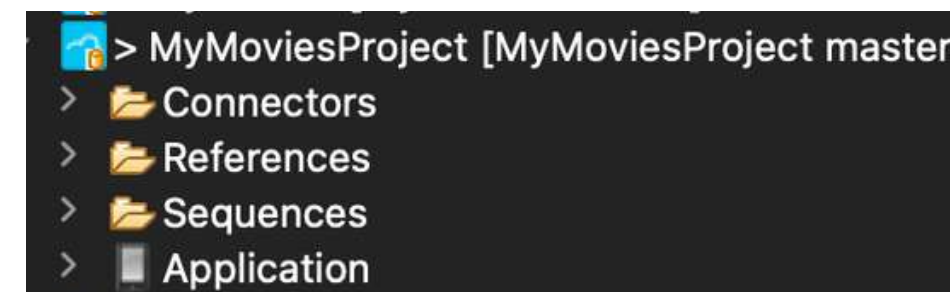 > MyMoviesProject [MyMoviesProject master
Connectors
References
Sequences
Application